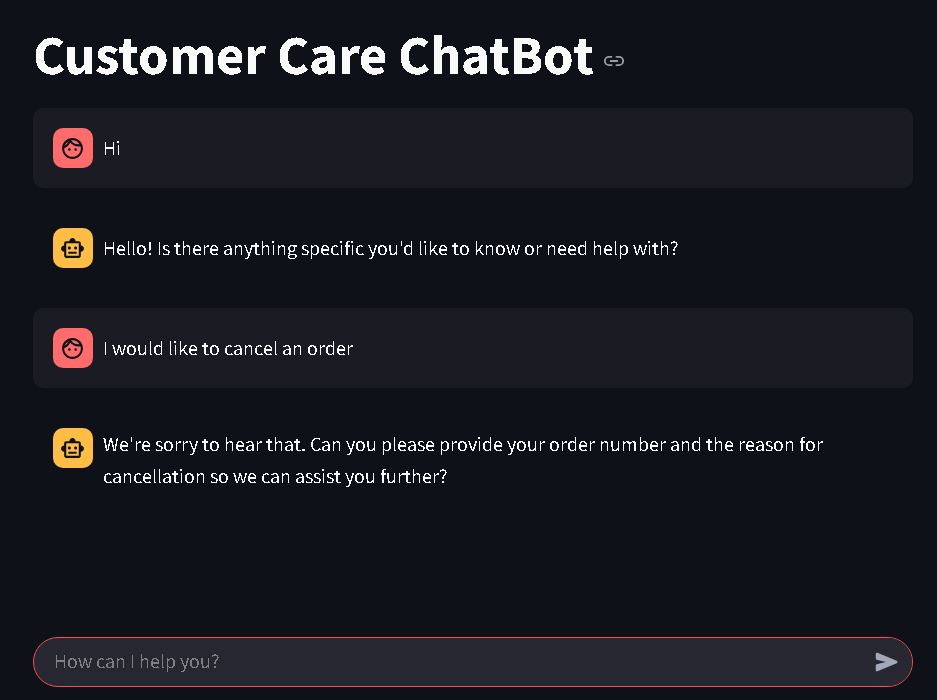 Customer Care ChatBot
Hi
Hello! Is there anything specific you'd like to know or need help with?
I would like to cancel an order
We're sorry to hear that. Can you please provide your order number and the reason for
cancellation so we can assist you further?
How can I help you?